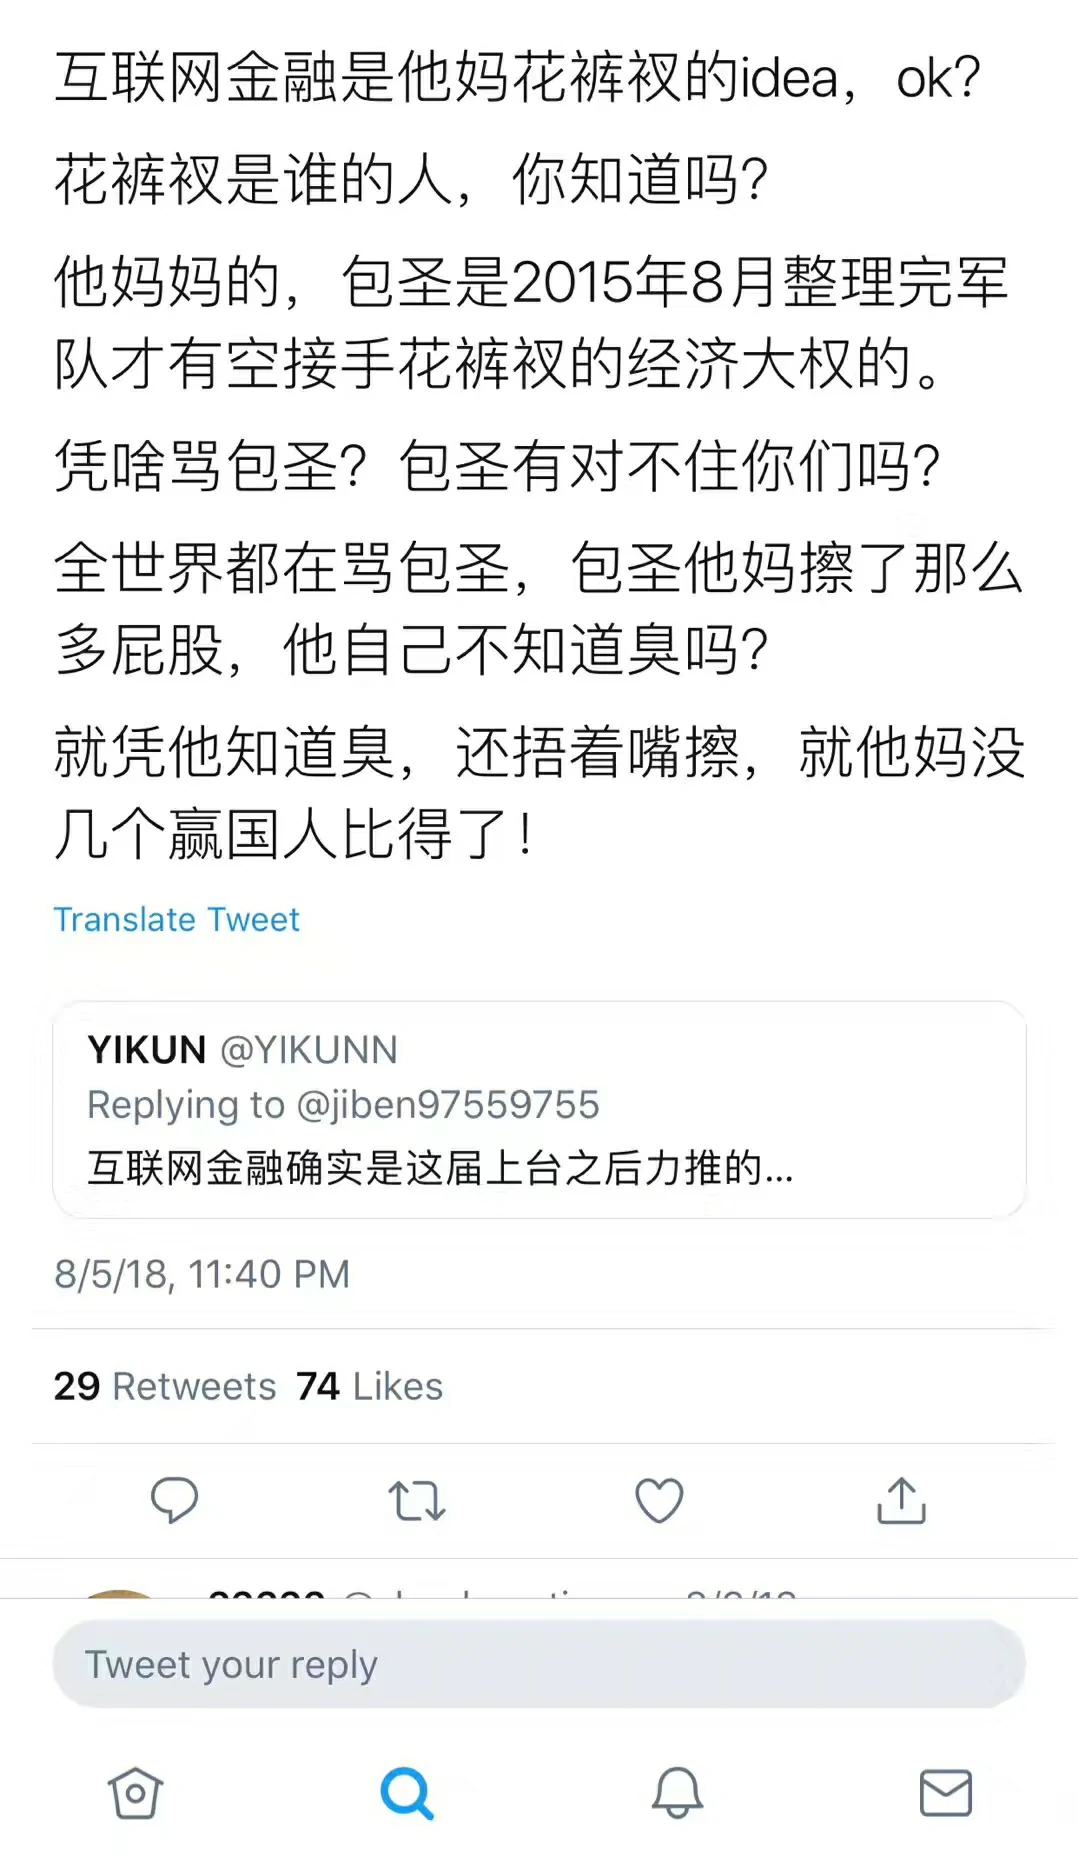 互联网金融是他妈花裤衩的idea，ok？
花裤衩是谁的人，你知道吗？
他妈妈的，包圣是2015年8月整理完军
队才有空接手花裤衩的经济大权的。
凭啥骂包圣？包圣有对不住你们吗？
全世界都在骂包圣，包圣他妈擦了那么
多屁股，他自己不知道臭吗？
就凭他知道臭，还捂着嘴擦，就他妈没
几个赢国人比得了！
Translate Tweet
YIKUN @YIKUNN
Replying to @jiben97559755
互联网金融确实是这届上台之后力推的...
8/5/18, 11:40 PM
29 Retweets 74 Likes
Tweet your reply